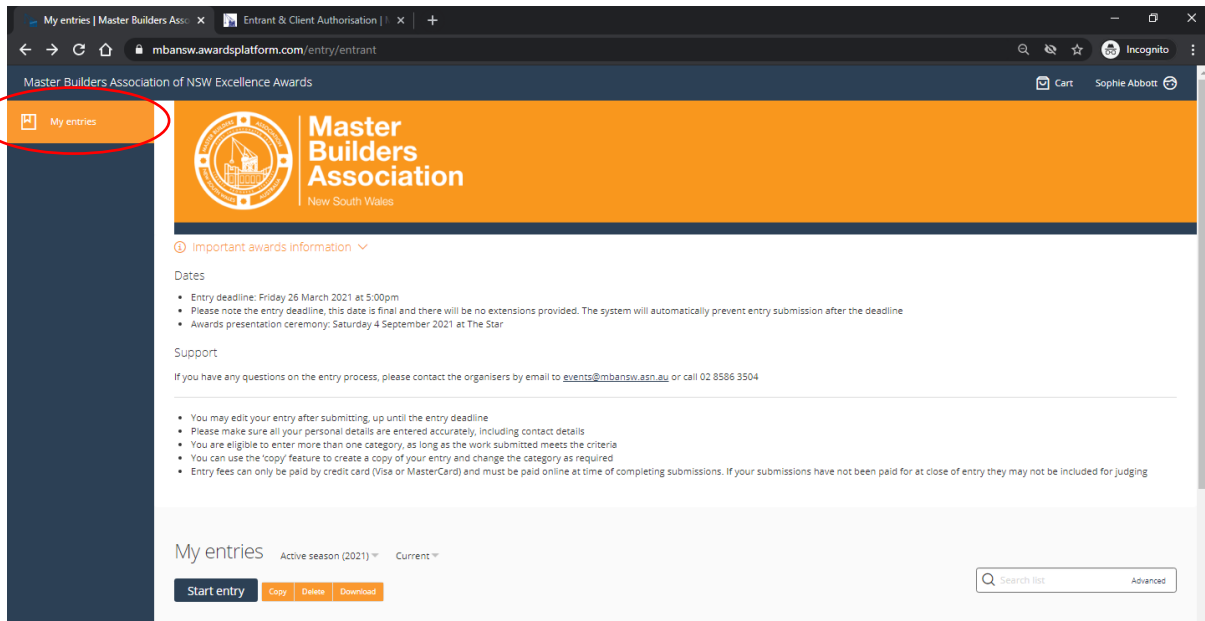 My entries | Master Builders Asso
Entrant & Client Authorisation |
mbansw.awardsplatform.com/entry/entrant
Incognito
Master Builders Association of NSW Excellence Awards
Cart
Sophie Abbott
My entries
Master
Builders
Association
New South Wales
Important awards information
Dates
• Entry deadline: Friday 26 March 2021 at 5:00pm
• Please note the entry deadline, this date is final and there will be no extensions provided. The system will automatically prevent entry submission after the deadline
• Awards presentation ceremony: Saturday 4 September 2021 at The Star
Support
If you have any questions on the entry process, please contact the organisers by email to events@mbansw.asn.au or call 02 8586 3504
• You may edit your entry after submitting, up until the entry deadline
• Please make sure all your personal details are entered accurately, including contact details
• You are eligible to enter more than one category, as long as the work submitted meets the criteria
• You can use the 'copy' feature to create a copy of your entry and change the category as required
• Entry fees can only be paid by credit card (Visa or MasterCard) and must be paid online at time of completing submissions. If your submissions have not been paid for at close of entry they may not be included for judging
My entries Active season (2021) Current
Search list Advanced
Start entry Copy Delete Download